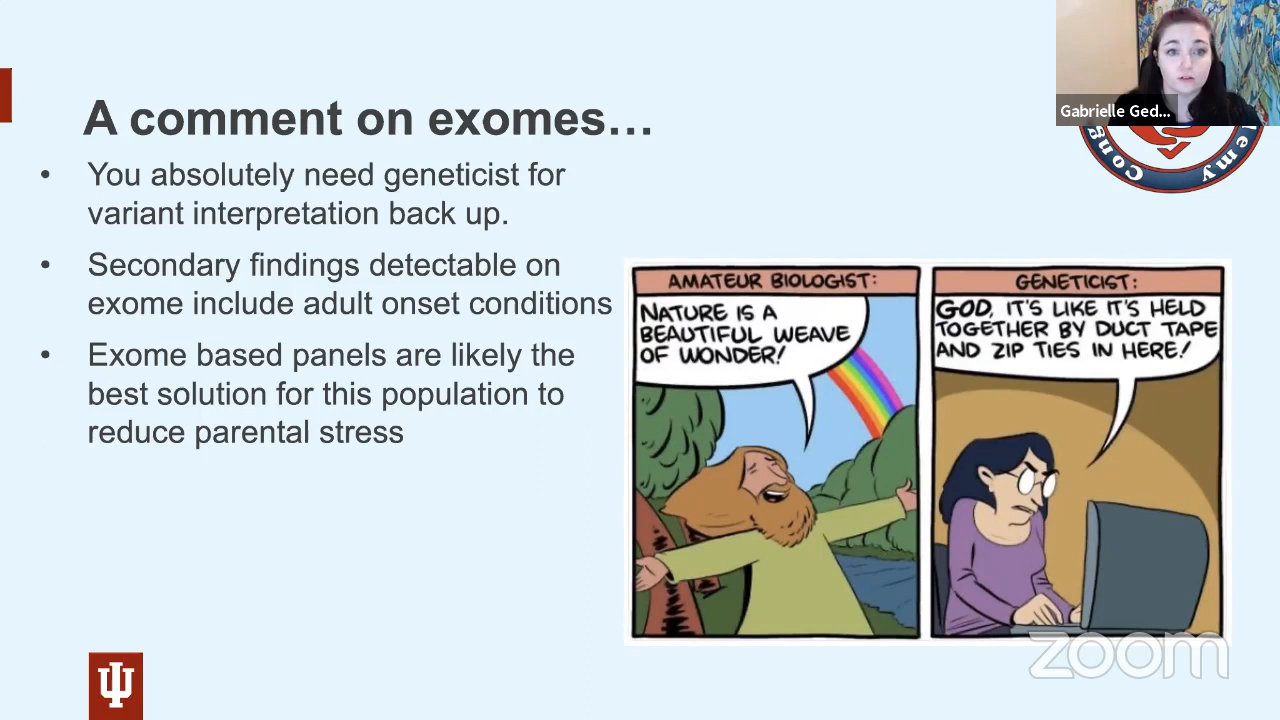 Gabrielle Ged...
A comment on exomes…
• You absolutely need geneticist for
variant interpretation back up.
• Secondary findings detectable on
exome include adult onset conditions
• Exome based panels are likely the
best solution for this population to
reduce parental stress
AMATEUR BIOLOGIST:
NATURE IS A
BEAUTIFUL WEAVE
OF WONDER!
GENETICIST:
GOD, IT'S LIKE IT'S HELD
TOGETHER BY DUCT TAPE
AND ZIP TIES IN HERE!
zoom